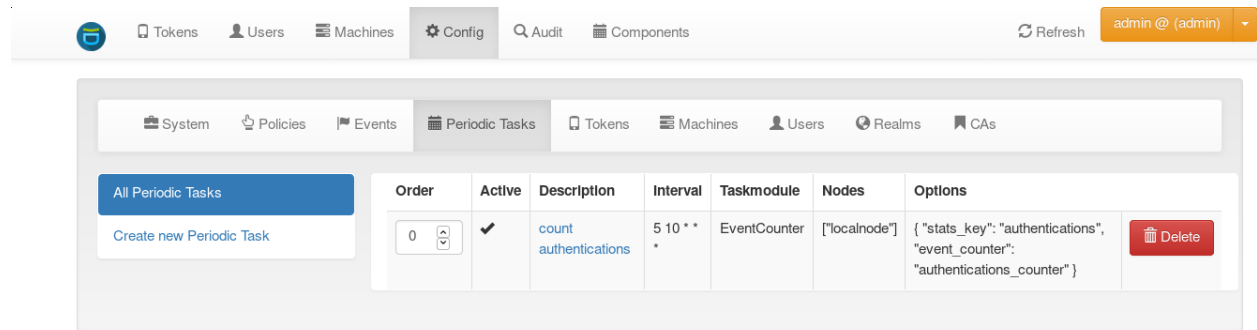 Tokens Users Machines Config Audit Components Refresh admin @ (admin)
System Policies Events Periodic Tasks Tokens Machines Users Realms CAs
All Periodic Tasks
Create new Periodic Task
Order Active Description Interval Taskmodule Nodes Options
0 count 5 10 * * EventCounter ["localnode"] { "stats_key": "authentications", Delete
authentications * "event_counter":
"authentications_counter" }